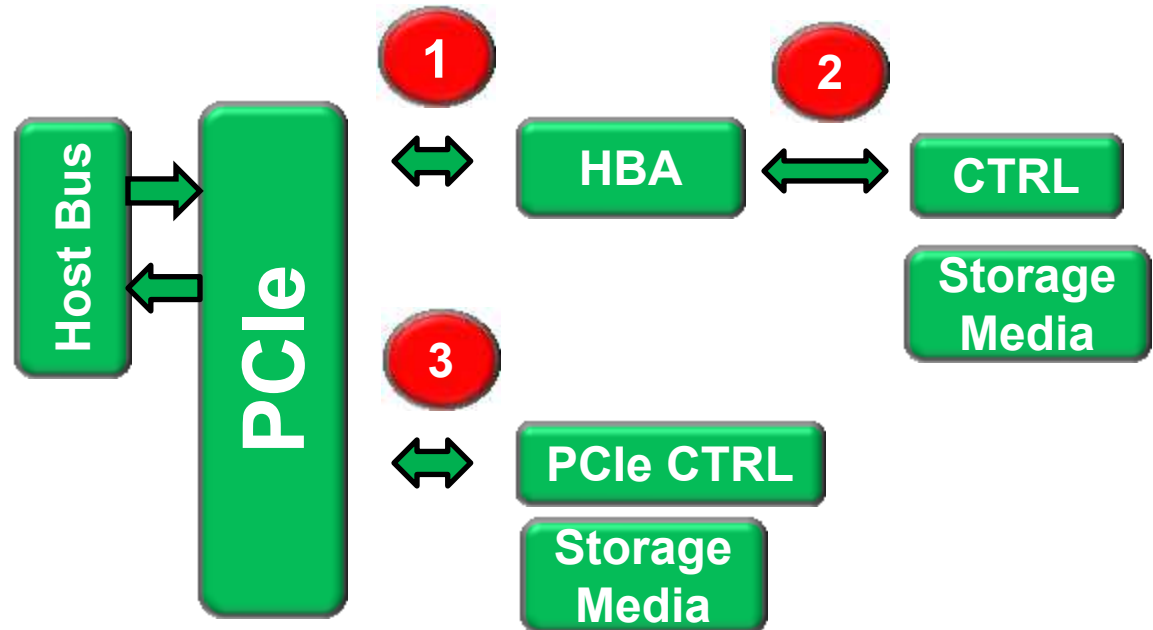 1
2
Host Bus
PCIe
HBA
CTRL
Storage
Media
3
PCIe CTRL
Storage
Media